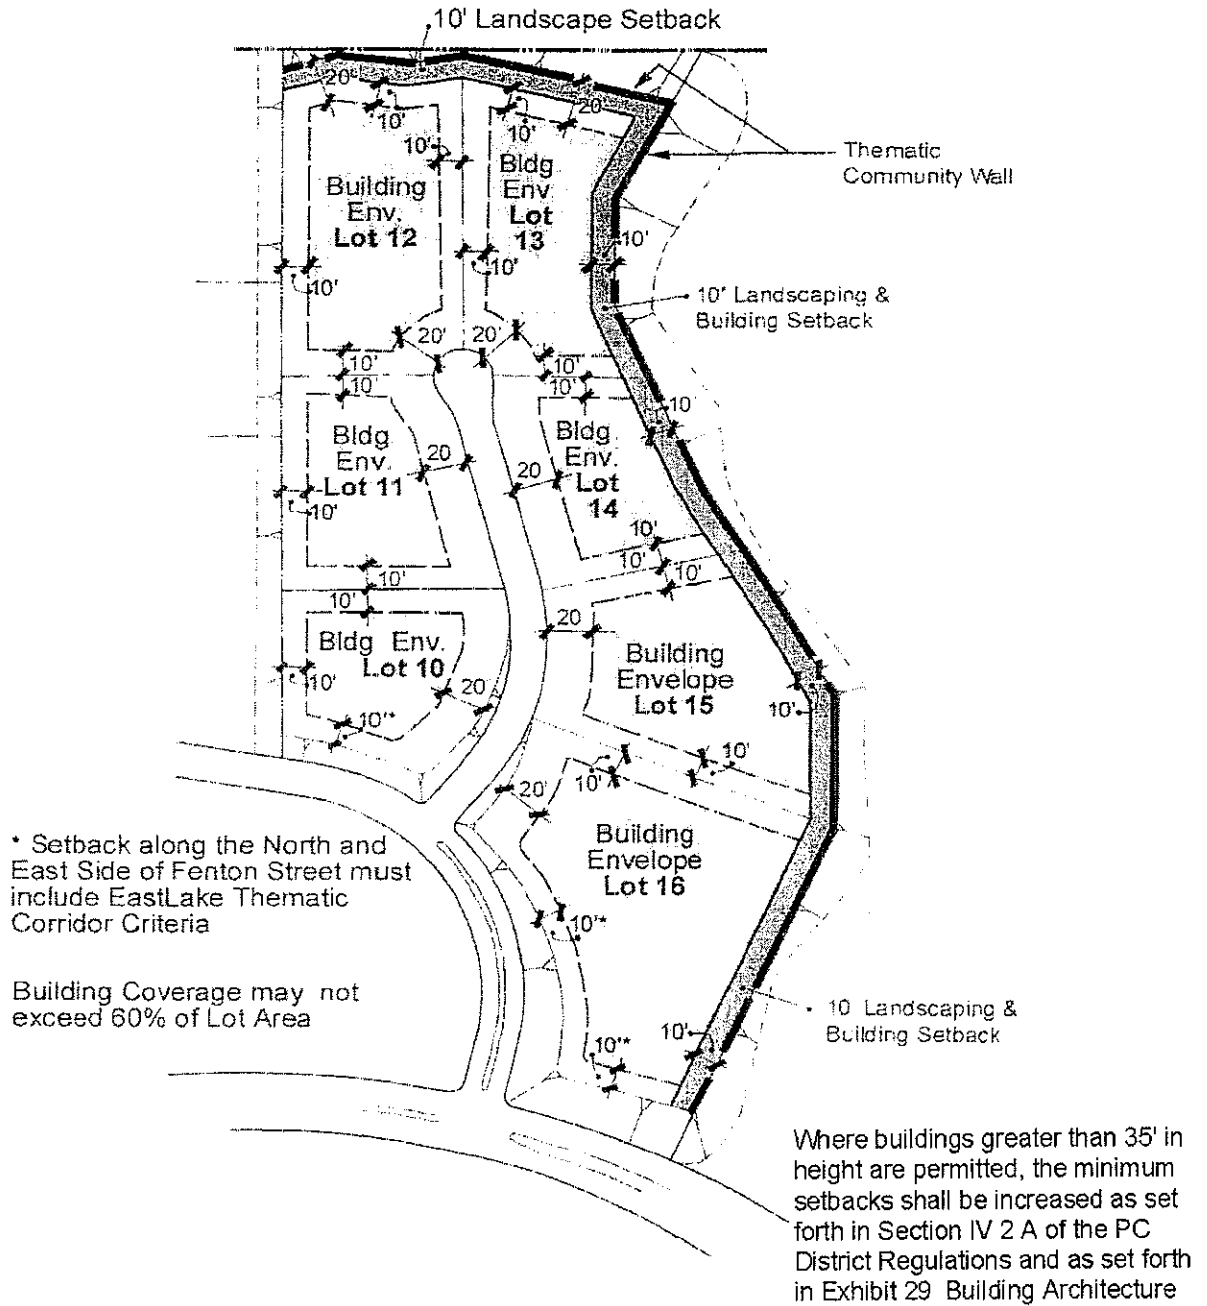 10' Landscape Setback
20'
10'
20
10'
10'
Thematic
Community Wall
Building
Env.
Lot 12
Bldg
Env
Lot
13
10'
10'
10'
10' Landscaping &
Building Setback
20'
20'
10'
10'
10'
10'
10
Bldg
Env.
Lot 11
20
20
Bldg
Env.
Lot
14
10'
10'
10'
10'
10'
10'
Bldg Env.
Lot 10
10'
20
10'*
20
Building
Envelope
Lot 15
10'
10'
10'
20'
Building
Envelope
Lot 16
10'*
* Setback along the North and
East Side of Fenton Street must
include EastLake Thematic
Corridor Criteria
Building Coverage may not
exceed 60% of Lot Area
10 Landscaping &
Building Setback
10'
10'*
Where buildings greater than 35' in
height are permitted, the minimum
setbacks shall be increased as set
forth in Section IV 2 A of the PC
District Regulations and as set forth
in Exhibit 29 Building Architecture